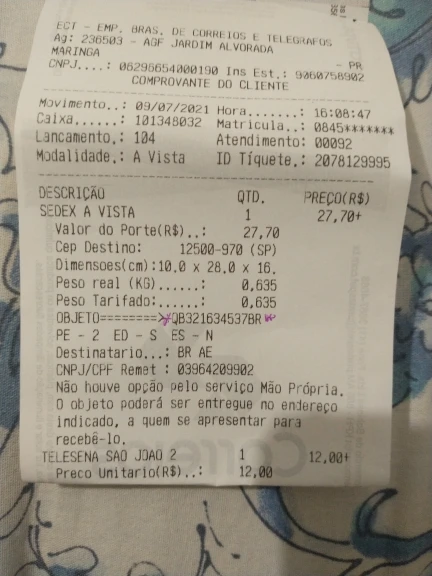 ECT - EMP. BRAS. DE CORREIOS E TELEGRAFOS
Ag: 236503 - AGF JARDIM ALVORADA
MARINGA - PR
CNPJ....: 06296654000190 Ins Est.: 9060758902
COMPROVANTE DO CLIENTE
Movimento..: 09/07/2021 Hora.......: 16:08:47
Caixa......: 101348032 Matricula..: 0845*******
Lancamento.: 104 Atendimento: 00092
Modalidade.: A Vista ID Tíquete.: 2078129995
DESCRIÇÃO QTD. PREÇO(R$)
SEDEX A VISTA 1 27,70+
Valor do Porte(R$)..: 27,70
Cep Destino: 12500-970 (SP)
Dimensoes(cm):10.0 x 28.0 x 16.
Peso real (KG)......: 0,635
Peso Tarifado:......: 0,635
OBJETO========>QB321634537BR
PE - 2 ED - S ES - N
Destinatario...: BR AE
CNPJ/CPF Remet : 03964209902
Não houve opção pelo serviço Mão Própria.
O objeto poderá ser entregue no endereço
indicado, a quem se apresentar para
recebê-lo.
TELESENA SAO JOAO 2 1 12,00+
Preco Unitario(R$)..: 12,00